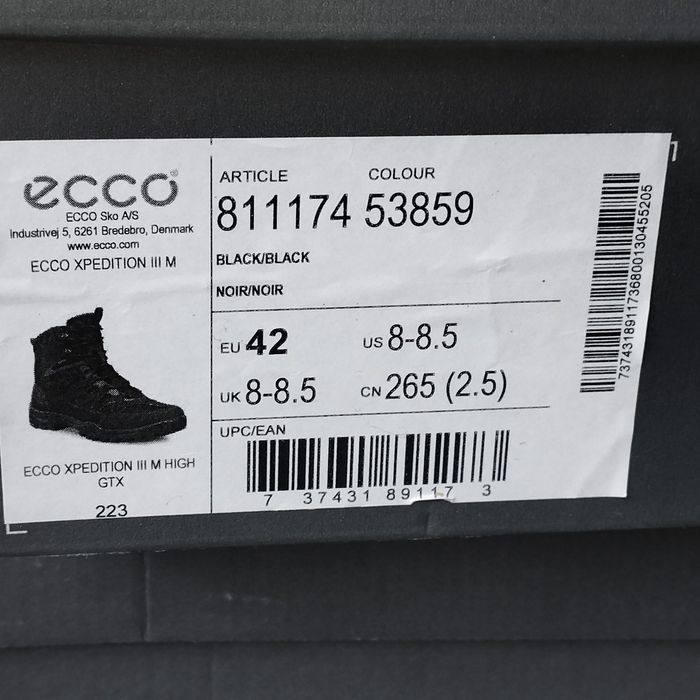 ecco®
ECCO Sko A/S
Industrivej 5, 6261 Bredebro, Denmark
www.ecco.com
ECCO XPEDITION III M
ECCO XPEDITION III M HIGH
GTX
223
ARTICLE COLOUR
811174 53859
BLACK/BLACK
NOIR/NOIR
EU 42 US 8-8.5
UK 8-8.5 CN 265 (2.5)
UPC/EAN
7 37431 89117 3
7374318911736800130455205